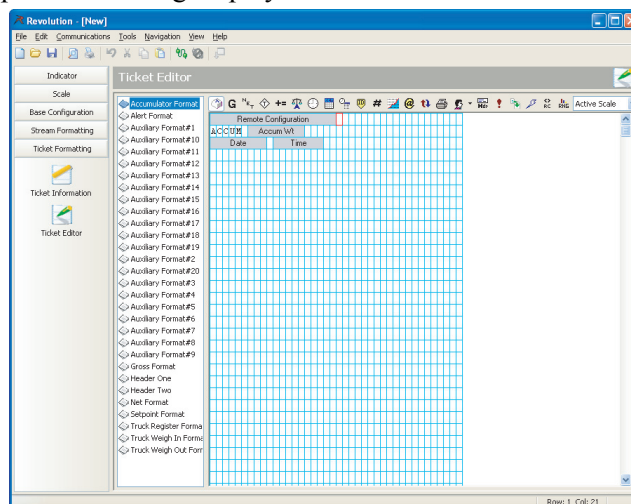 Revolution - [New]
File Edit Communications Tools Navigation View Help
Indicator
Scale
Base Configuration
Stream Formatting
Ticket Formatting
Ticket Information
Ticket Editor
Ticket Editor
Accumulator Format
Alert Format
Auxiliary Format#1
Auxiliary Format#10
Auxiliary Format#11
Auxiliary Format#12
Auxiliary Format#13
Auxiliary Format#14
Auxiliary Format#15
Auxiliary Format#16
Auxiliary Format#17
Auxiliary Format#18
Auxiliary Format#19
Auxiliary Format#2
Auxiliary Format#20
Auxiliary Format#3
Auxiliary Format#4
Auxiliary Format#5
Auxiliary Format#6
Auxiliary Format#7
Auxiliary Format#8
Auxiliary Format#9
Gross Format
Header One
Header Two
Net Format
Setpoint Format
Truck Register Forma
Truck Weigh In Forma
Truck Weigh Out Forr
G += # @ Active Scale
Remote Configuration
ACCUM Accum Wt
Date Time
Row: 1 Col: 21